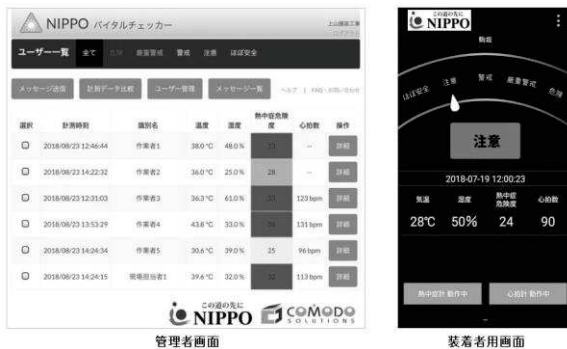 NIPPO バイタルチェッカー
ユーザー一覧 全て 危険 厳重警戒 警戒 注意 ほぼ安全
メッセージ送信 計測データ比較 ユーザー管理 メッセージ一覧
選択 計測時刻 識別名 温度 湿度 熱中症危険度 心拍数 操作
2018/08/23 12:46:44 作業者1 38.0 °C 48.0 % 33 -- 詳細
2018/08/23 14:22:32 作業者2 36.0 °C 25.0 % 28 -- 詳細
2018/08/23 12:31:03 作業者3 36.3 °C 61.0 % 123 bpm 詳細
2018/08/23 13:53:29 作業者4 43.8 °C 33.0 % 131 bpm 詳細
2018/08/23 14:24:34 作業者5 30.6 °C 39.0 % 25 96 bpm 詳細
2018/08/23 14:24:15 現場担当者1 39.6 °C 32.0 % 32 113 bpm 詳細
この道の先に
NIPPO
COMODO
SOLUTIONS
管理者画面
この道の先に
NIPPO
ほぼ安全 注意 警戒 厳重警戒 危険
注意
2018-07-19 12:00:23
気温 湿度 熱中症危険度 心拍数
28℃ 50% 24 90
熱中症計 動作中 心拍計 動作中
装着者用画面